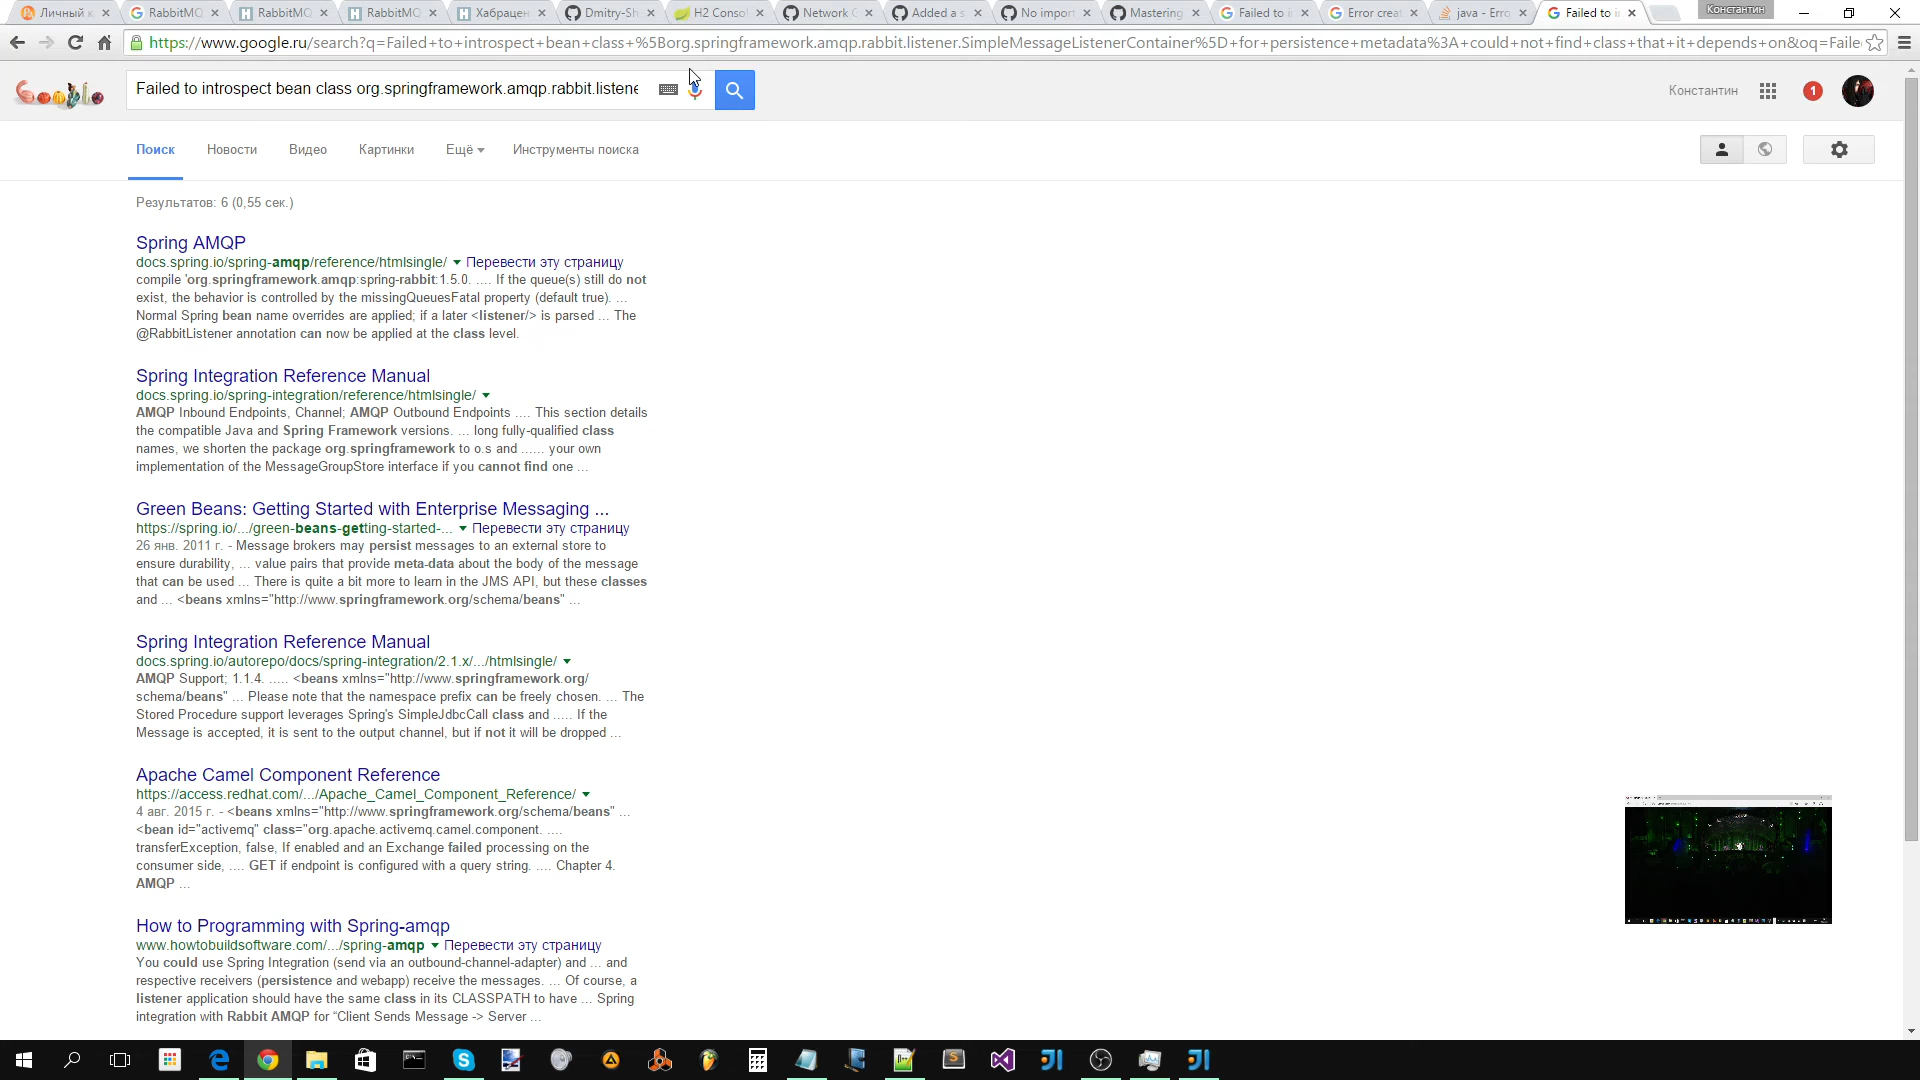 Личный к
RabbitMQ
RabbitMQ
RabbitMQ
Хабрацен
Dmitry-Sh
H2 Conso
Network
Added a s
No import
Mastering
Failed to i
Error creat
java - Erro
Failed to i
Константин
https://www.google.ru/search?q=Failed+to+introspect+bean+class+%5Borg.springframework.amqp.rabbit.listener.SimpleMessageListenerContainer%5D+for+persistence+metadata%3A+could+not+find+class+that+it+depends+on&oq=Faile
Failed to introspect bean class org.springframework.amqp.rabbit.listene
Константин
1
Поиск Новости Видео Картинки Ещё Инструменты поиска
Результатов: 6 (0,55 сек.)
Spring AMQP
docs.spring.io/spring-amqp/reference/htmlsingle/ Перевести эту страницу
compile 'org.springframework.amqp:spring-rabbit:1.5.0. .... If the queue(s) still do not
exist, the behavior is controlled by the missingQueuesFatal property (default true). ...
Normal Spring bean name overrides are applied; if a later <listener/> is parsed ... The
@RabbitListener annotation can now be applied at the class level.
Spring Integration Reference Manual
docs.spring.io/spring-integration/reference/htmlsingle/
AMQP Inbound Endpoints, Channel; AMQP Outbound Endpoints .... This section details
the compatible Java and Spring Framework versions. ... long fully-qualified class
names, we shorten the package org.springframework to o.s and ...... your own
implementation of the MessageGroupStore interface if you cannot find one ...
Green Beans: Getting Started with Enterprise Messaging ...
https://spring.io/.../green-beans-getting-started-... Перевести эту страницу
26 янв. 2011 г. - Message brokers may persist messages to an external store to
ensure durability, ... value pairs that provide meta-data about the body of the message
that can be used ... There is quite a bit more to learn in the JMS API, but these classes
and ... <beans xmlns="http://www.springframework.org/schema/beans" ...
Spring Integration Reference Manual
docs.spring.io/autorepo/docs/spring-integration/2.1.x/.../htmlsingle/
AMQP Support; 1.1.4. ..... <beans xmlns="http://www.springframework.org/
schema/beans" ... Please note that the namespace prefix can be freely chosen. ... The
Stored Procedure support leverages Spring's SimpleJdbcCall class and ..... If the
Message is accepted, it is sent to the output channel, but if not it will be dropped ...
Apache Camel Component Reference
https://access.redhat.com/.../Apache_Camel_Component_Reference/
4 авг. 2015 г. - <beans xmlns="http://www.springframework.org/schema/beans" ...
<bean id="activemq" class="org.apache.activemq.camel.component. ....
transferException, false, If enabled and an Exchange failed processing on the
consumer side, .... GET if endpoint is configured with a query string. .... Chapter 4.
AMQP ...
How to Programming with Spring-amqp
www.howtobuildsoftware.com/.../spring-amqp Перевести эту страницу
You could use Spring Integration (send via an outbound-channel-adapter) and ... and
respective receivers (persistence and webapp) receive the messages. ... Of course, a
listener application should have the same class in its CLASSPATH to have ... Spring
integration with Rabbit AMQP for "Client Sends Message -> Server ...